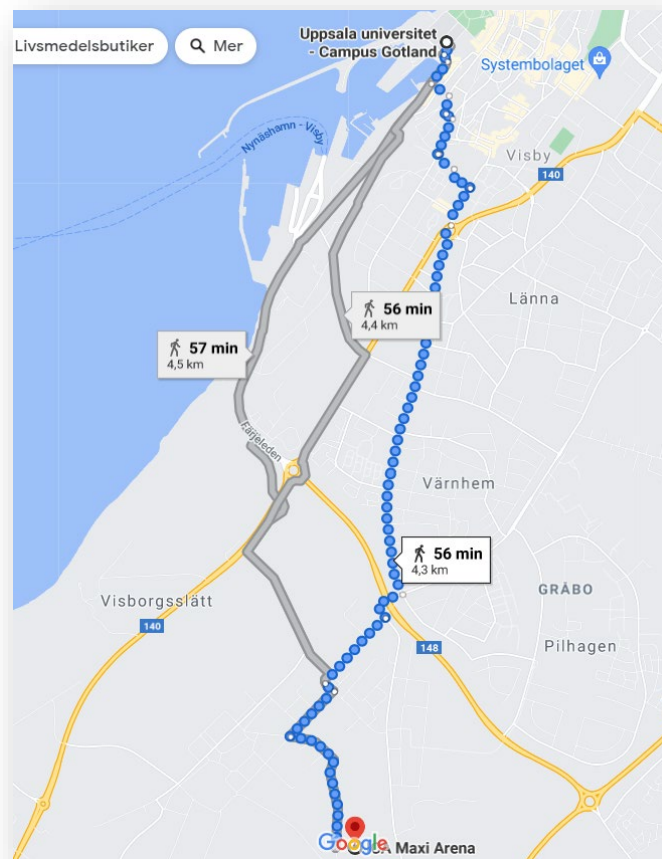 Livsmedelsbutiker
Mer
Uppsala universitet
- Campus Gotland
Systembolaget
Nynäshamn - Visby
Visby
140
Länna
56 min
4,4 km
57 min
4,5 km
Färjeleden
Värnhem
56 min
4,3 km
GRÅBO
Visborgsslätt
140
148
Pilhagen
Google
Maxi Arena